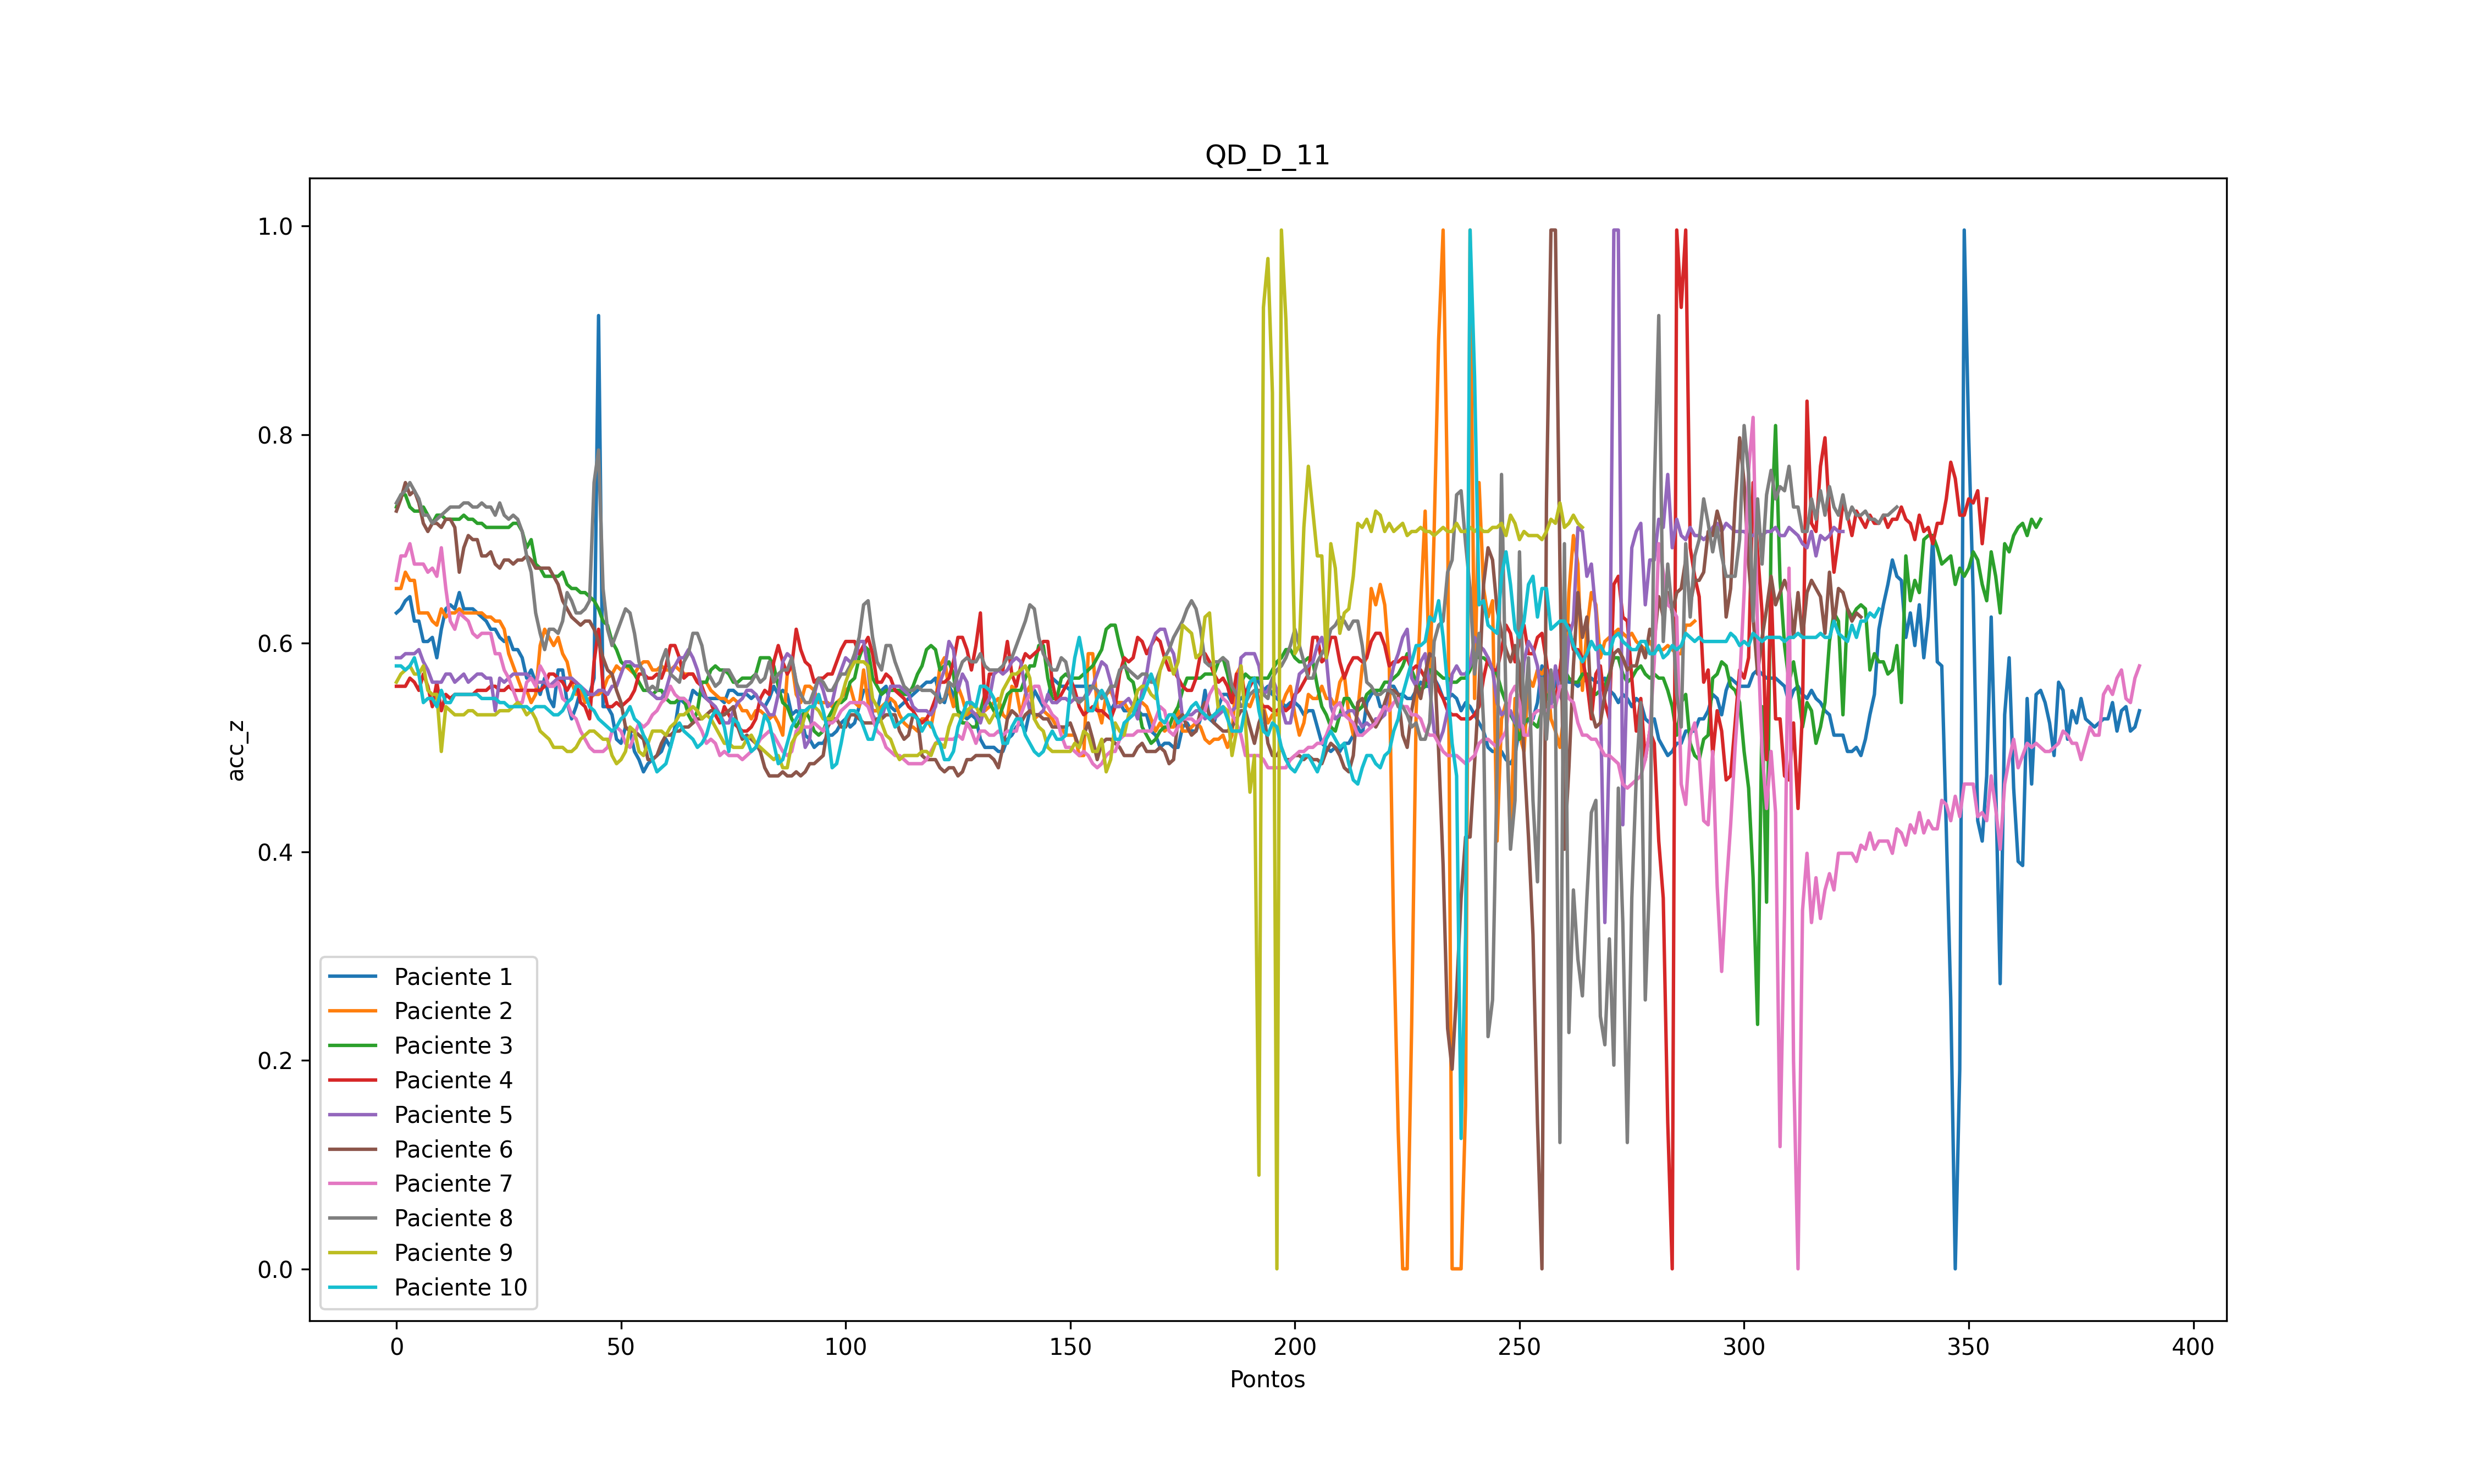 QD_D_11
acc_z
1.0
0.8
0.6
0.4
0.2
0.0
Paciente 1
Paciente 2
Paciente 3
Paciente 4
Paciente 5
Paciente 6
Paciente 7
Paciente 8
Paciente 9
Paciente 10
0 50 100 150 200 250 300 350 400
Pontos